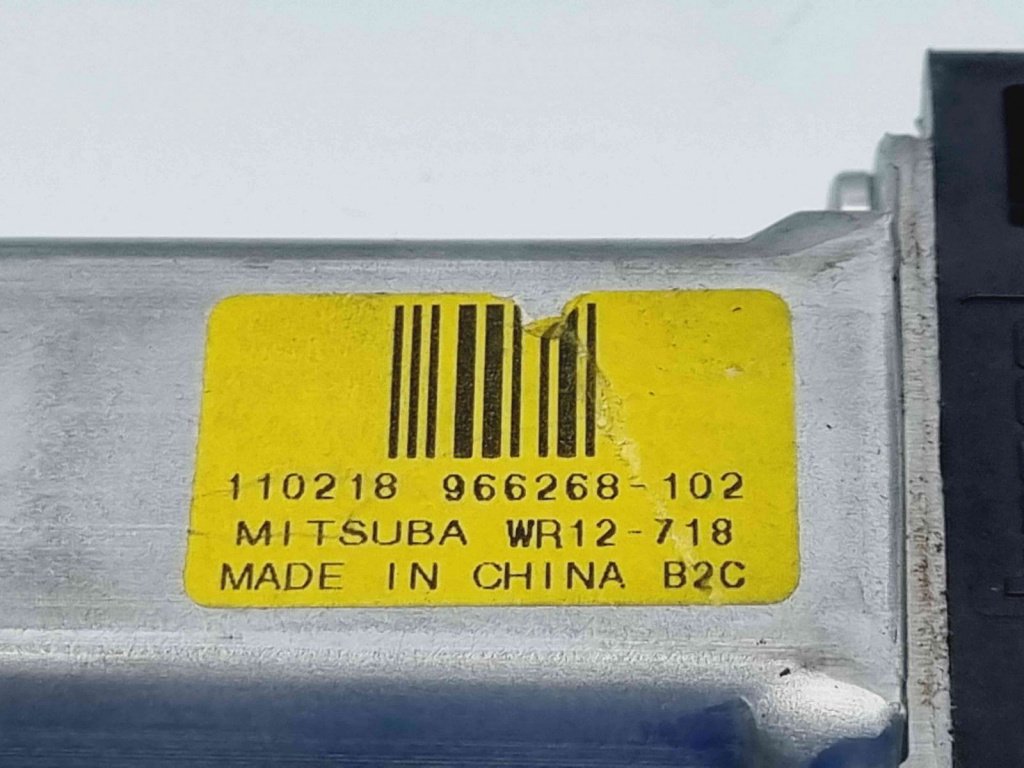 110218 966268-102
MITSUBA WR12-718
MADE IN CHINA B2C